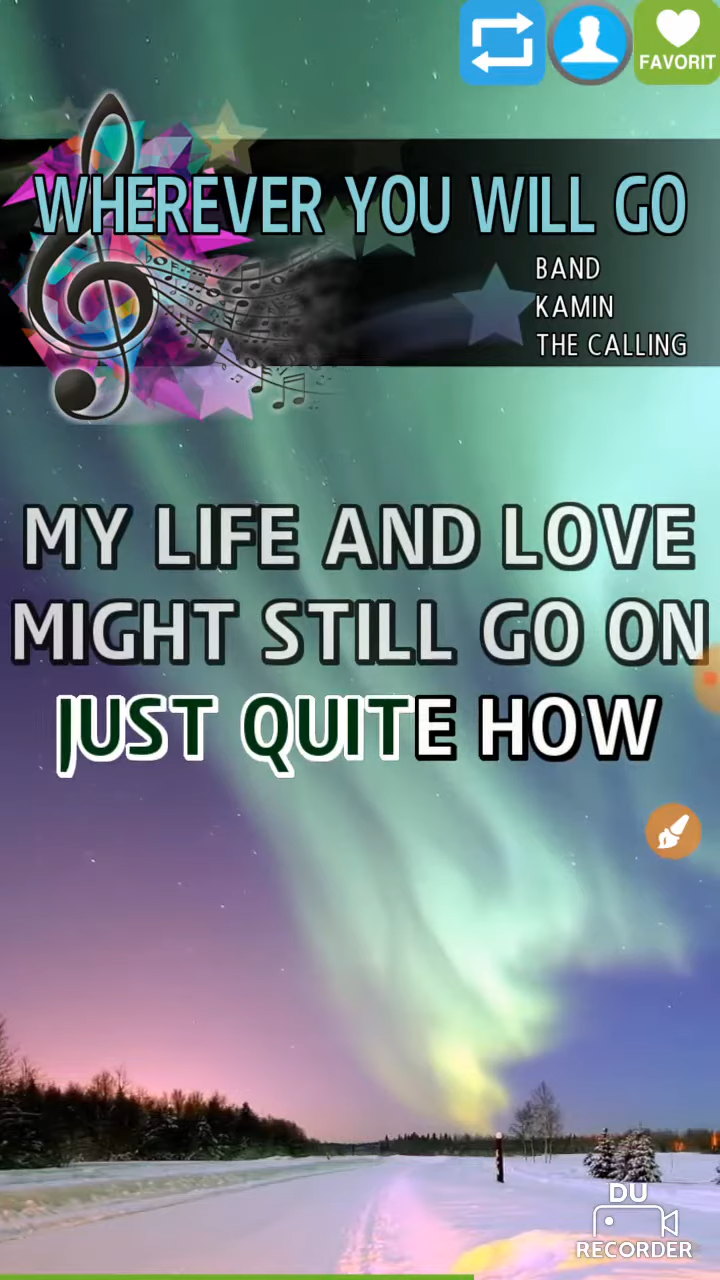 FAVORIT
WHEREVER YOU WILL GO
BAND
KAMIN
THE CALLING
MY LIFE AND LOVE
MIGHT STILL GO ON
JUST QUITE HOW
DU
RECORDER